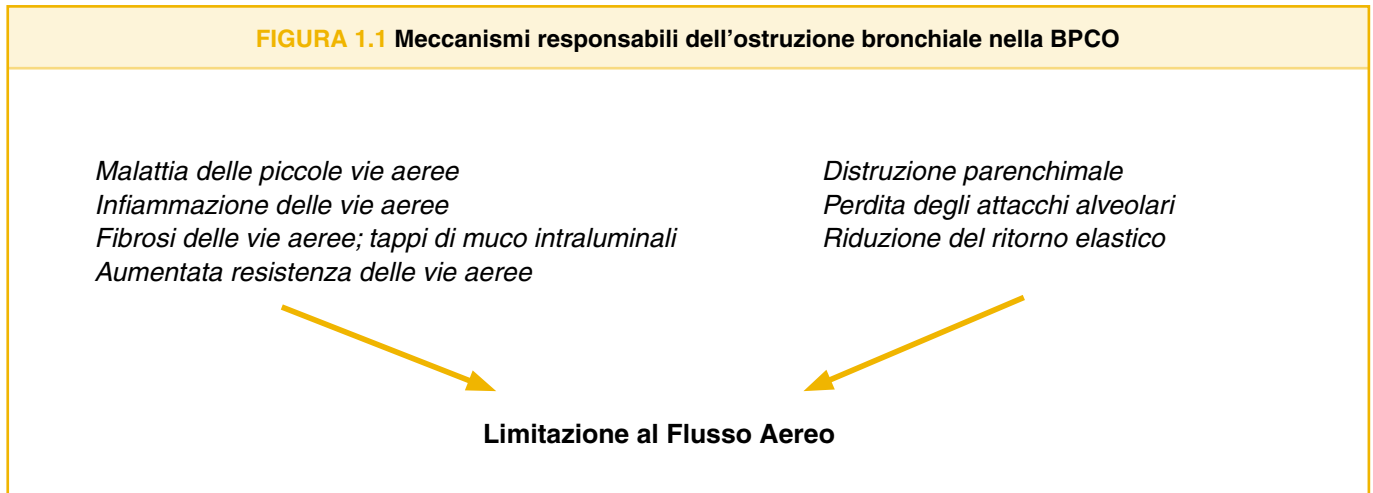 FIGURA 1.1 Meccanismi responsabili dell'ostruzione bronchiale nella BPCO
Malattia delle piccole vie aeree
Infiammazione delle vie aeree
Fibrosi delle vie aeree; tappi di muco intraluminali
Aumentata resistenza delle vie aeree
Distruzione parenchimale
Perdita degli attacchi alveolari
Riduzione del ritorno elastico
Limitazione al Flusso Aereo